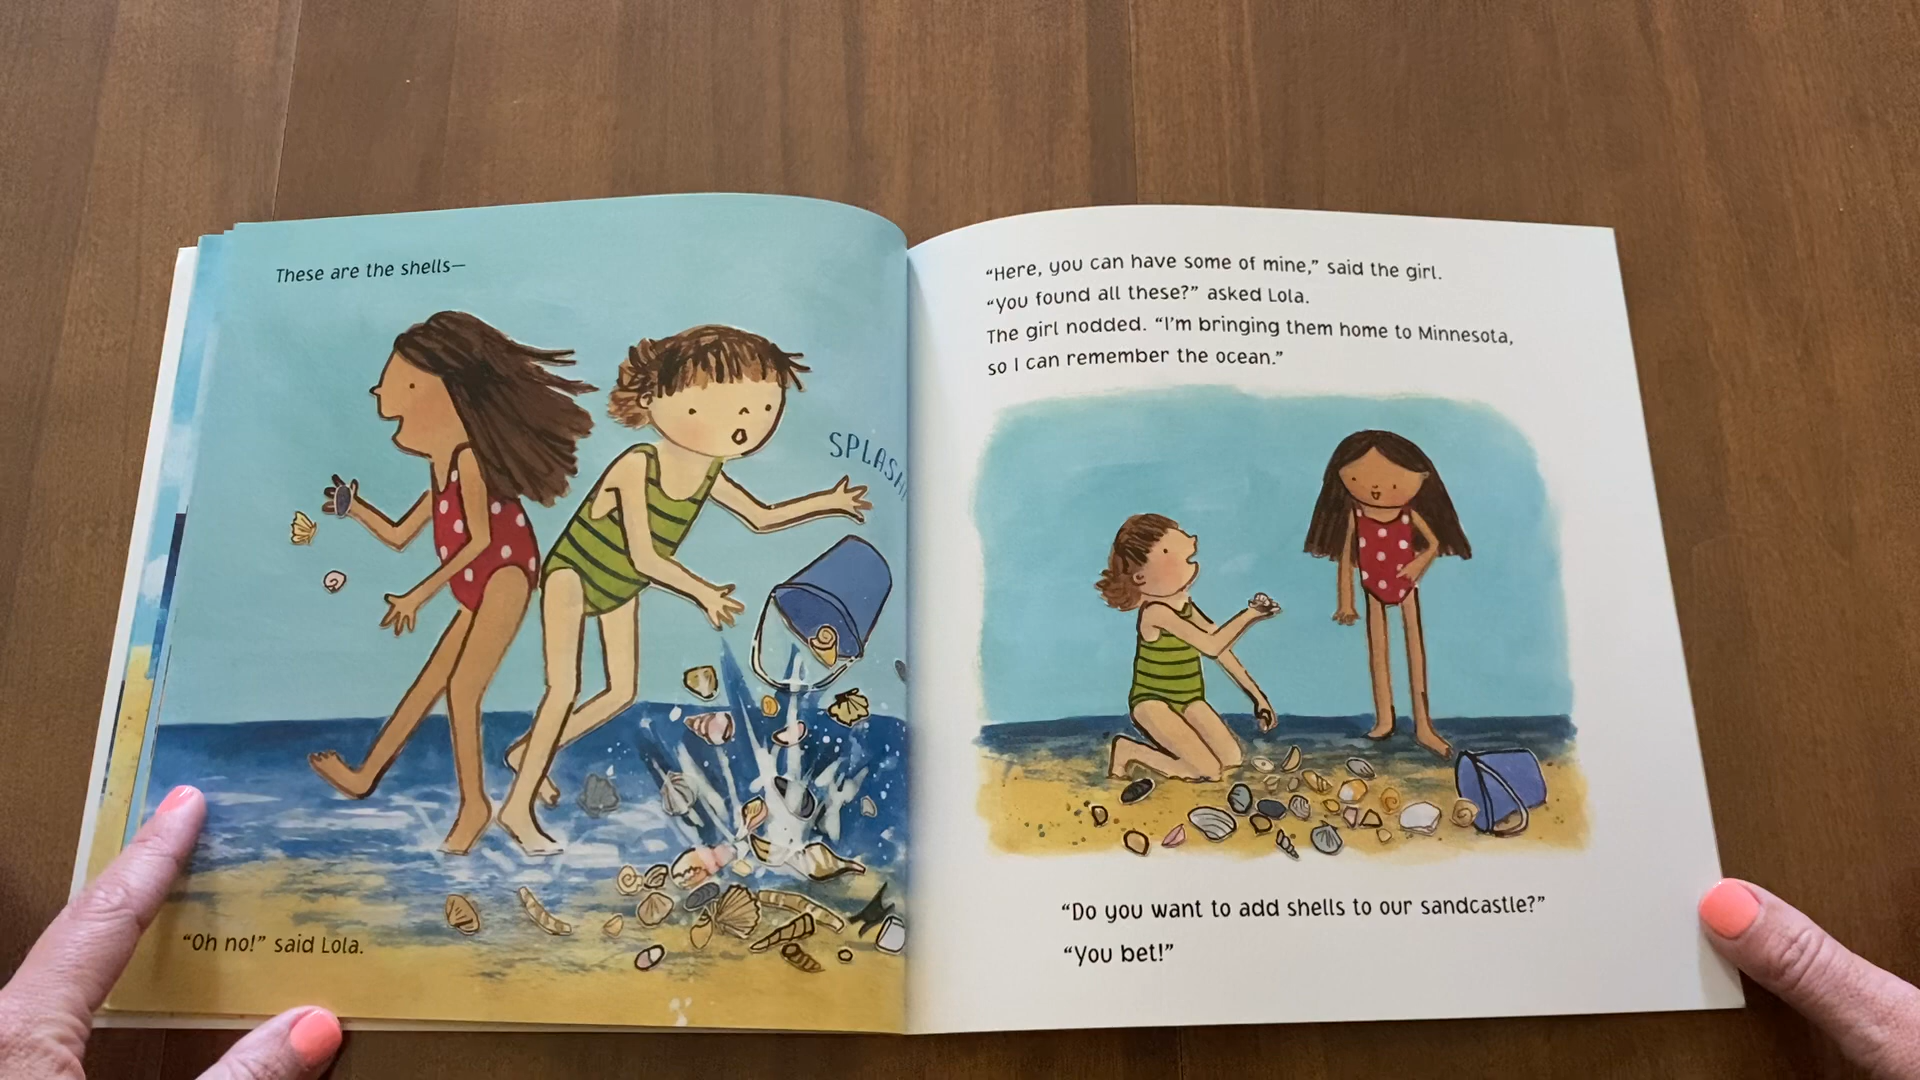 These are the shells—
SPLASH
"Oh no!" said Lola.
"Here, you can have some of mine," said the girl.
"You found all these?" asked Lola.
The girl nodded. "I'm bringing them home to Minnesota,
so I can remember the ocean."
"Do you want to add shells to our sandcastle?"
"You bet!"